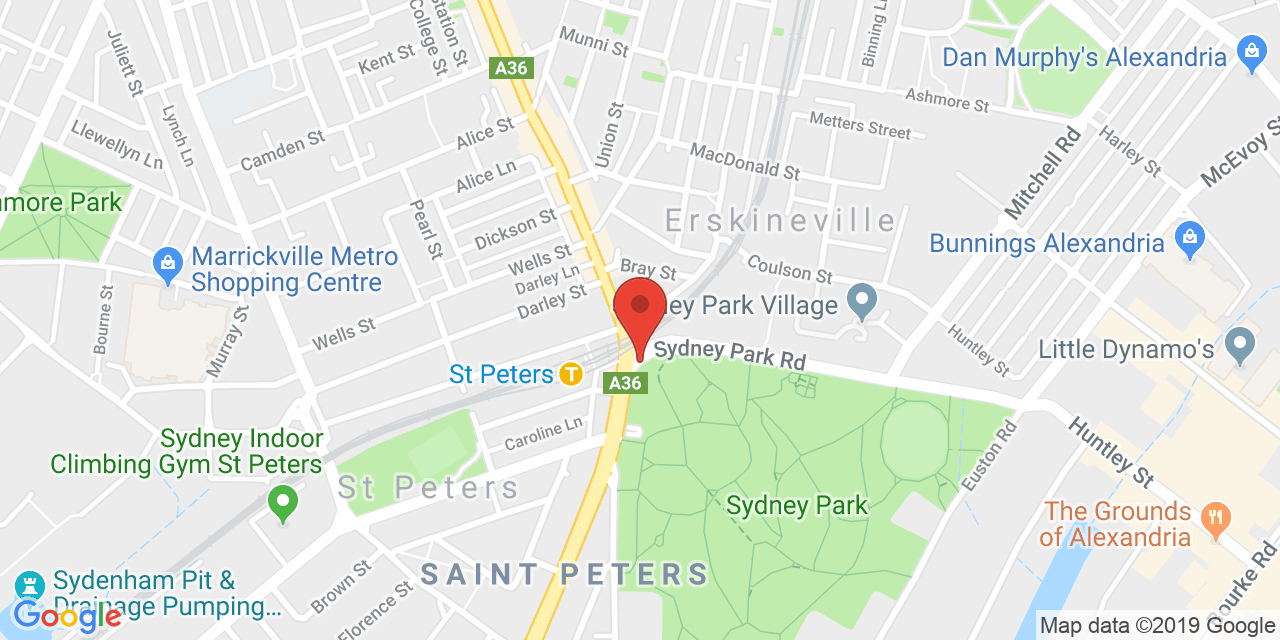 Station St
College St
Juliett St
Kent St
A36
Munni St
Binning Ln
Dan Murphy's Alexandria
Ashmore St
Metters Street
Union St
Alice St
Lynch Ln
Llewellyn Ln
Camden St
MacDonald St
Mitchell Rd
Harley St
McEvoy St
Alice Ln
Pearl St
Dickson St
Erskineville
Bunnings Alexandria
Marrickville Metro
Shopping Centre
Wells St
Darley Ln
Darley St
Bray St
Coulson St
Park Village
Bourne St
Murray St
Wells St
Huntley St
Little Dynamo's
Sydney Park Rd
St Peters
T
A36
Caroline Ln
Sydney Indoor
Climbing Gym St Peters
St Peters
Euston Rd
Huntley St
Sydney Park
The Grounds
of Alexandria
SAINT PETERS
Sydenham Pit &
Drainage Pumping...
Brown St
Florence St
Bourke Rd
Google
Map data ©2019 Google